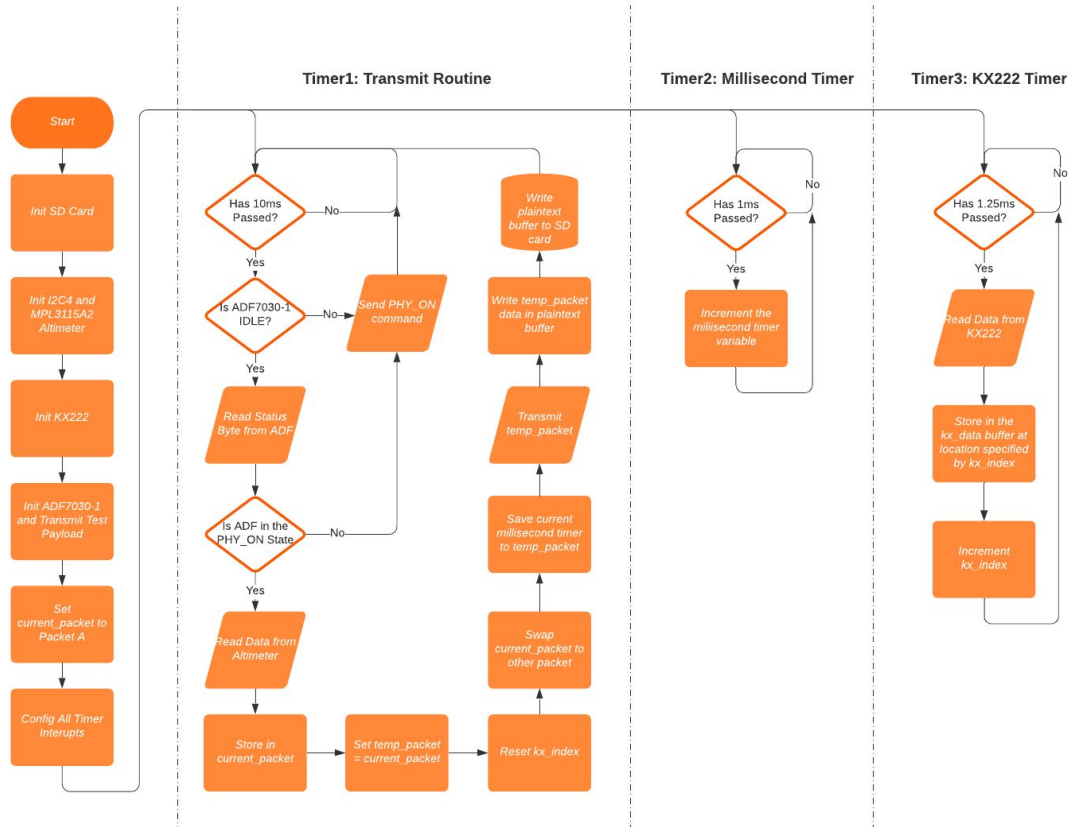 Timer1: Transmit Routine
Timer2: Millisecond Timer
Timer3: KX222 Timer
Start
Init SD Card
Init I2C4 and
MPL3115A2
Altimeter
Init KX222
Init ADF7030-1
and Transmit Test
Payload
Set
current_packet to
Packet A
Config All Timer
Interupts
Has 10ms
Passed?
No
Yes
Is ADF7030-1
IDLE?
No
Send PHY_ON
command
Yes
Read Status
Byte from ADF
Is ADF in the
PHY_ON State
No
Yes
Read Data from
Altimeter
Store in
current_packet
Set temp_packet
= current_packet
Reset kx_index
Swap
current_packet to
other packet
Save current
millisecond timer
to temp_packet
Transmit
temp_packet
Write temp_packet
data in plaintext
buffer
Write
plaintext
buffer to SD
card
Has 1ms
Passed?
No
Yes
Increment the
miliisecond timer
variable
Has 1.25ms
Passed?
No
Yes
Read Data from
KX222
Store in the
kx_data buffer at
location specified
by kx_index
Increment
kx_index